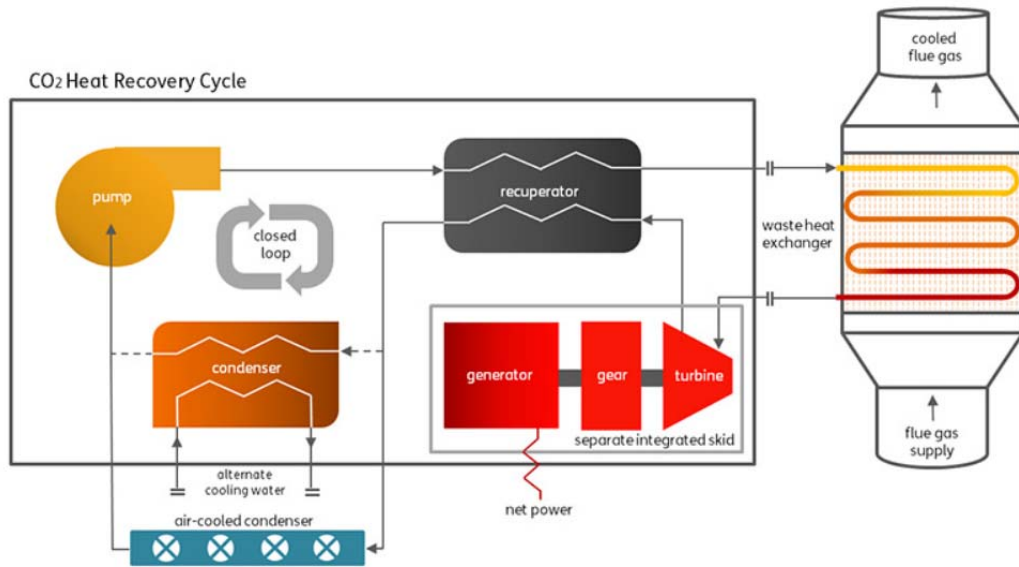 CO2 Heat Recovery Cycle
cooled
flue gas
pump
recuperator
closed
loop
waste heat
exchanger
condenser
generator
gear
turbine
separate integrated skid
flue gas
supply
alternate
cooling water
net power
air-cooled condenser